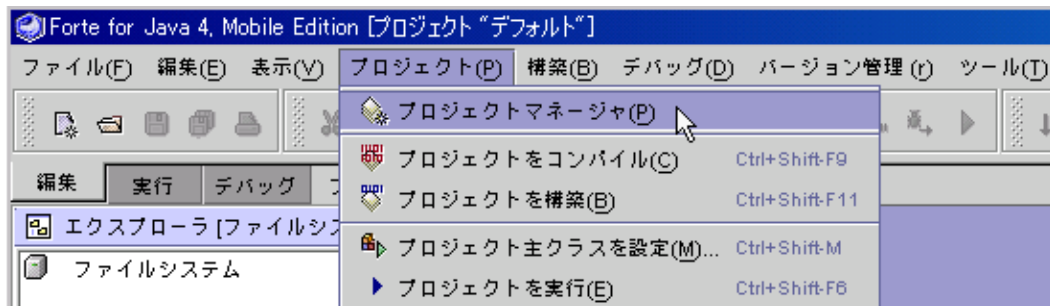 Forte for Java 4, Mobile Edition [プロジェクト “デフォルト“]
ファイル(F) 編集(E) 表示(V) プロジェクト(P) 構築(B) デバッグ(D) バージョン管理(r) ツール(T)
プロジェクトマネージャ(P)
プロジェクトをコンパイル(C) Ctrl+Shift-F9
プロジェクトを構築(B) Ctrl+Shift-F11
プロジェクト主クラスを設定(M)... Ctrl+Shift-M
プロジェクトを実行(E) Ctrl+Shift-F6
編集 実行 デバッグ
エクスプローラ [ファイルシス
ファイルシステム